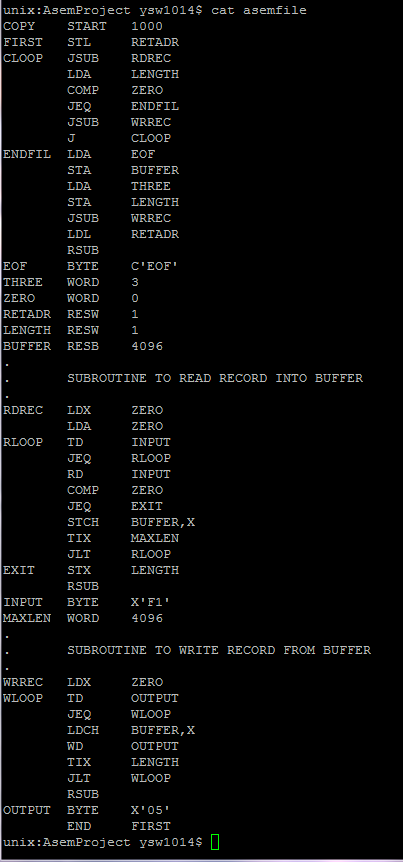 unix:AsemProject ysw1014$ cat asemfile
COPY    START   1000
FIRST   STL     RETADR
CLOOP   JSUB    RDREC
        LDA     LENGTH
        COMP    ZERO
        JEQ     ENDFIL
        JSUB    WRREC
        J       CLOOP
ENDFIL  LDA     EOF
        STA     BUFFER
        LDA     THREE
        STA     LENGTH
        JSUB    WRREC
        LDL     RETADR
        RSUB
EOF     BYTE    C'EOF'
THREE   WORD    3
ZERO    WORD    0
RETADR  RESW    1
LENGTH  RESW    1
BUFFER  RESB    4096
.
.       SUBROUTINE TO READ RECORD INTO BUFFER
.
RDREC   LDX     ZERO
        LDA     ZERO
RLOOP   TD      INPUT
        JEQ     RLOOP
        RD      INPUT
        COMP    ZERO
        JEQ     EXIT
        STCH    BUFFER,X
        TIX     MAXLEN
        JLT     RLOOP
EXIT    STX     LENGTH
        RSUB
INPUT   BYTE    X'F1'
MAXLEN  WORD    4096
.
.       SUBROUTINE TO WRITE RECORD FROM BUFFER
.
WRREC   LDX     ZERO
WLOOP   TD      OUTPUT
        JEQ     WLOOP
        LDCH    BUFFER,X
        WD      OUTPUT
        TIX     LENGTH
        JLT     WLOOP
        RSUB
OUTPUT  BYTE    X'05'
        END     FIRST
unix:AsemProject ysw1014$